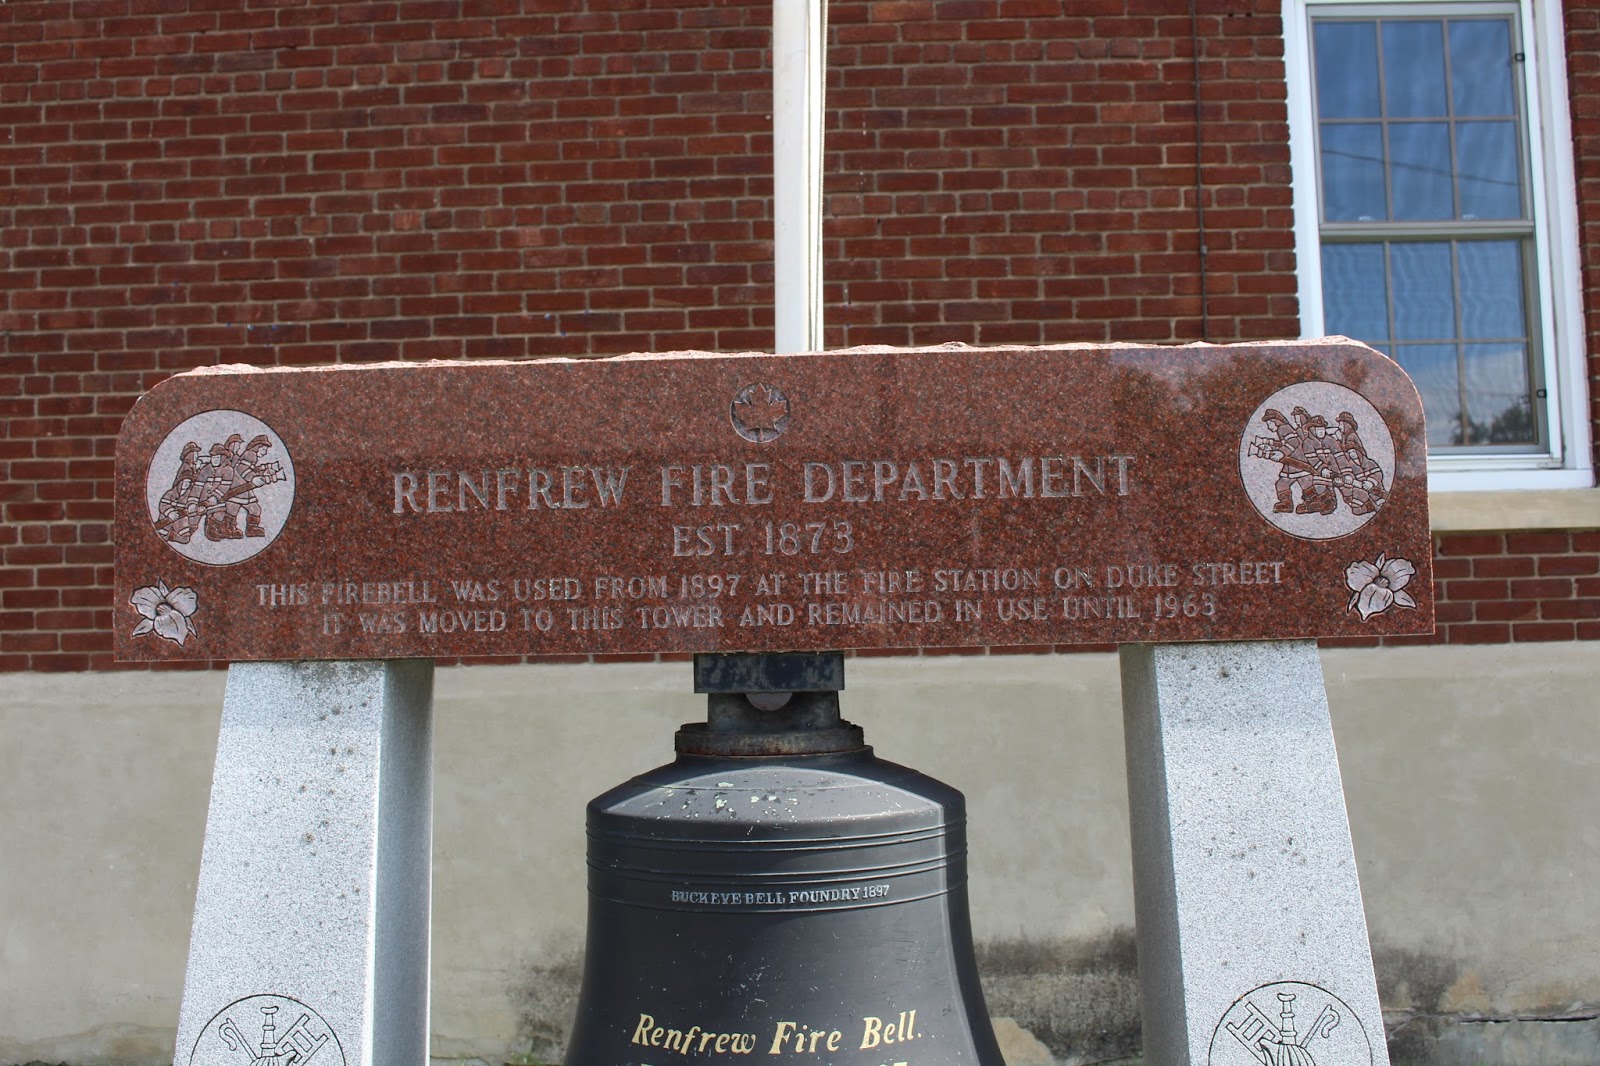 RENFREW FIRE DEPARTMENT
EST. 1873
THIS FIREBELL WAS USED FROM 1897 AT THE FIRE STATION ON DUKE STREET
IT WAS MOVED TO THIS TOWER AND REMAINED IN USE UNTIL 1963
BUCKEYE BELL FOUNDRY 1897
Renfrew Fire Bell.